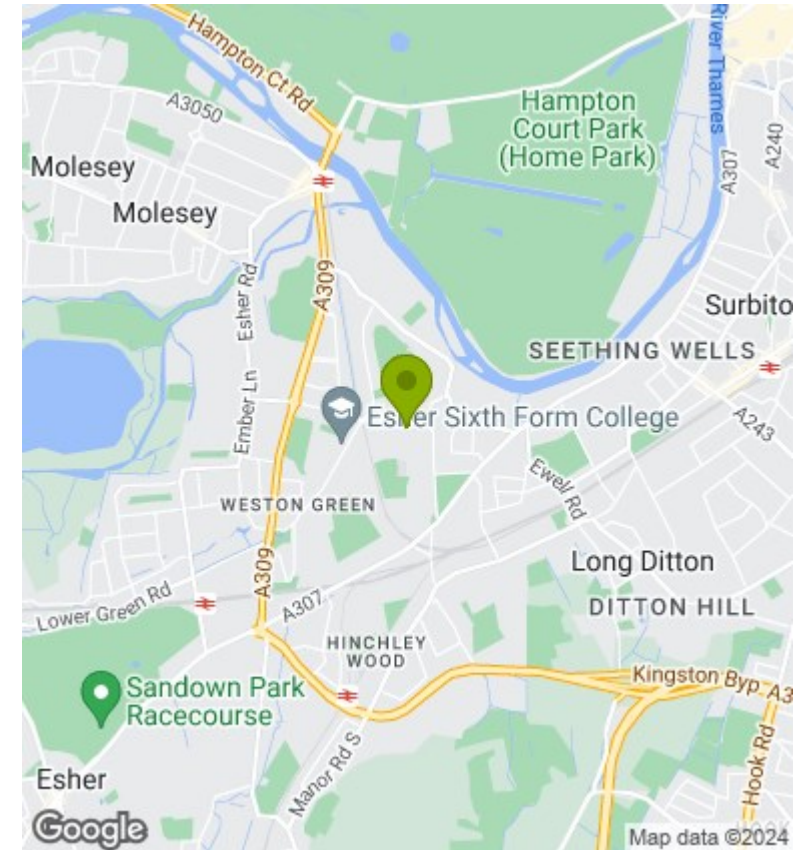 Hampton Ct Rd
River Thames
A3050
Hampton
Court Park
(Home Park)
A307
A240
Molesey
Molesey
Esher Rd
A309
Surbito
SEETHING WELLS
Ember Ln
Esher Sixth Form College
A243
Ewell Rd
WESTON GREEN
A309
Long Ditton
Lower Green Rd
A307
DITTON HILL
HINCHLEY
WOOD
Kingston Byp
A3
Sandown Park
Racecourse
Manor Rd S
Hook Rd
Esher
Google
Map data ©2024